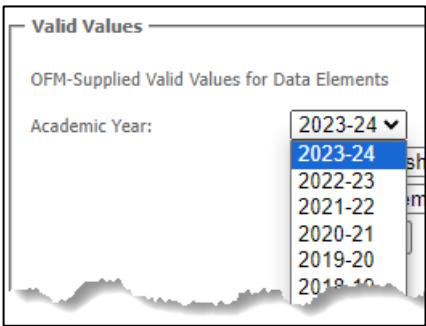 Valid Values
OFM-Supplied Valid Values for Data Elements
Academic Year:
2023-24
2023-24
2022-23
2021-22
2020-21
2019-20